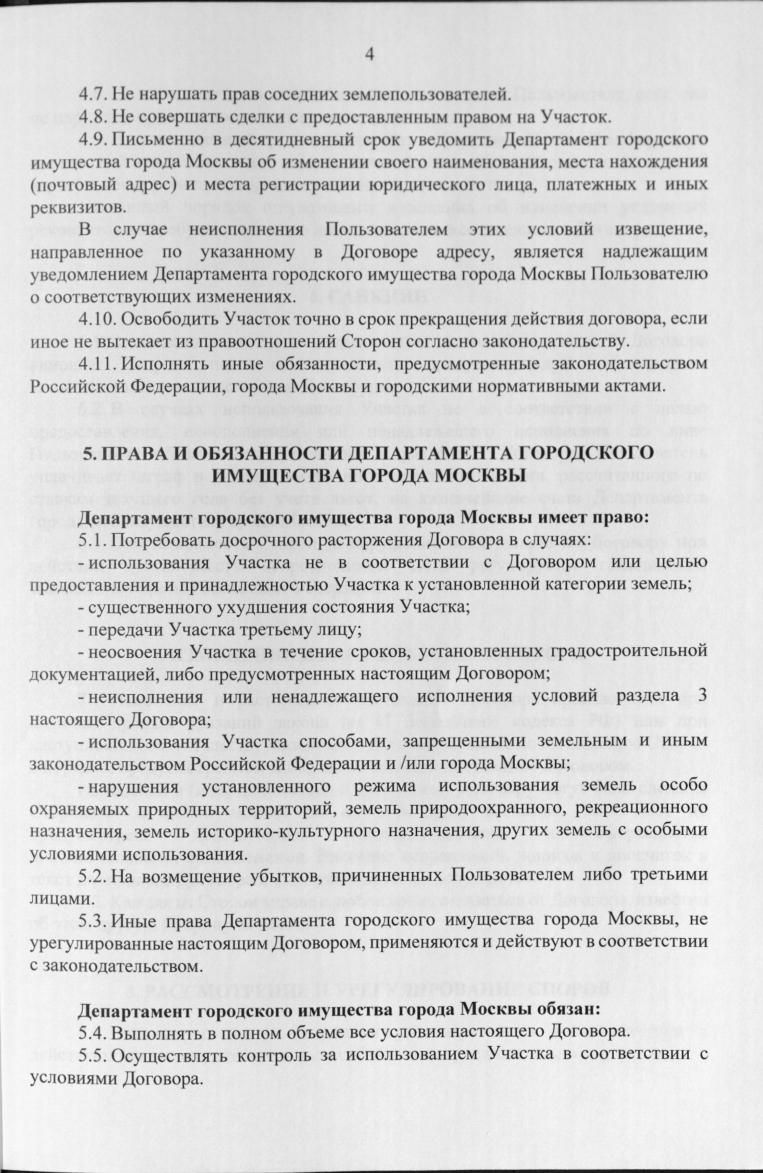 4
4.7. Не нарушать прав соседних землепользователей.
4.8. Не совершать сделки с предоставленным правом на Участок.
4.9. Письменно в десятидневный срок уведомить Департамент городского
имущества города Москвы об изменении своего наименования, места нахождения
(почтовый адрес) и места регистрации юридического лица, платежных и иных
реквизитов.
В случае неисполнения Пользователем этих условий извещение,
направленное по указанному в Договоре адресу, является надлежащим
уведомлением Департамента городского имущества города Москвы Пользователю
о соответствующих изменениях.
4.10. Освободить Участок точно в срок прекращения действия договора, если
иное не вытекает из правоотношений Сторон согласно законодательству.
4.11. Исполнять иные обязанности, предусмотренные законодательством
Российской Федерации, города Москвы и городскими нормативными актами.
5. ПРАВА И ОБЯЗАННОСТИ ДЕПАРТАМЕНТА ГОРОДСКОГО
ИМУЩЕСТВА ГОРОДА МОСКВЫ
Департамент городского имущества города Москвы имеет право:
5.1. Потребовать досрочного расторжения Договора в случаях:
- использования Участка не в соответствии с Договором или целью
предоставления и принадлежностью Участка к установленной категории земель;
- существенного ухудшения состояния Участка;
- передачи Участка третьему лицу;
- неосвоения Участка в течение сроков, установленных градостроительной
документацией, либо предусмотренных настоящим Договором;
- неисполнения или ненадлежащего исполнения условий раздела 3
настоящего Договора;
- использования Участка способами, запрещенными земельным и иным
законодательством Российской Федерации и /или города Москвы;
- нарушения установленного режима использования земель особо
охраняемых природных территорий, земель природоохранного, рекреационного
назначения, земель историко-культурного назначения, других земель с особыми
условиями использования.
5.2. На возмещение убытков, причиненных Пользователем либо третьими
лицами.
5.3. Иные права Департамента городского имущества города Москвы, не
урегулированные настоящим Договором, применяются и действуют в соответствии
с законодательством.
Департамент городского имущества города Москвы обязан:
5.4. Выполнять в полном объеме все условия настоящего Договора.
5.5. Осуществлять контроль за использованием Участка в соответствии с
условиями Договора.